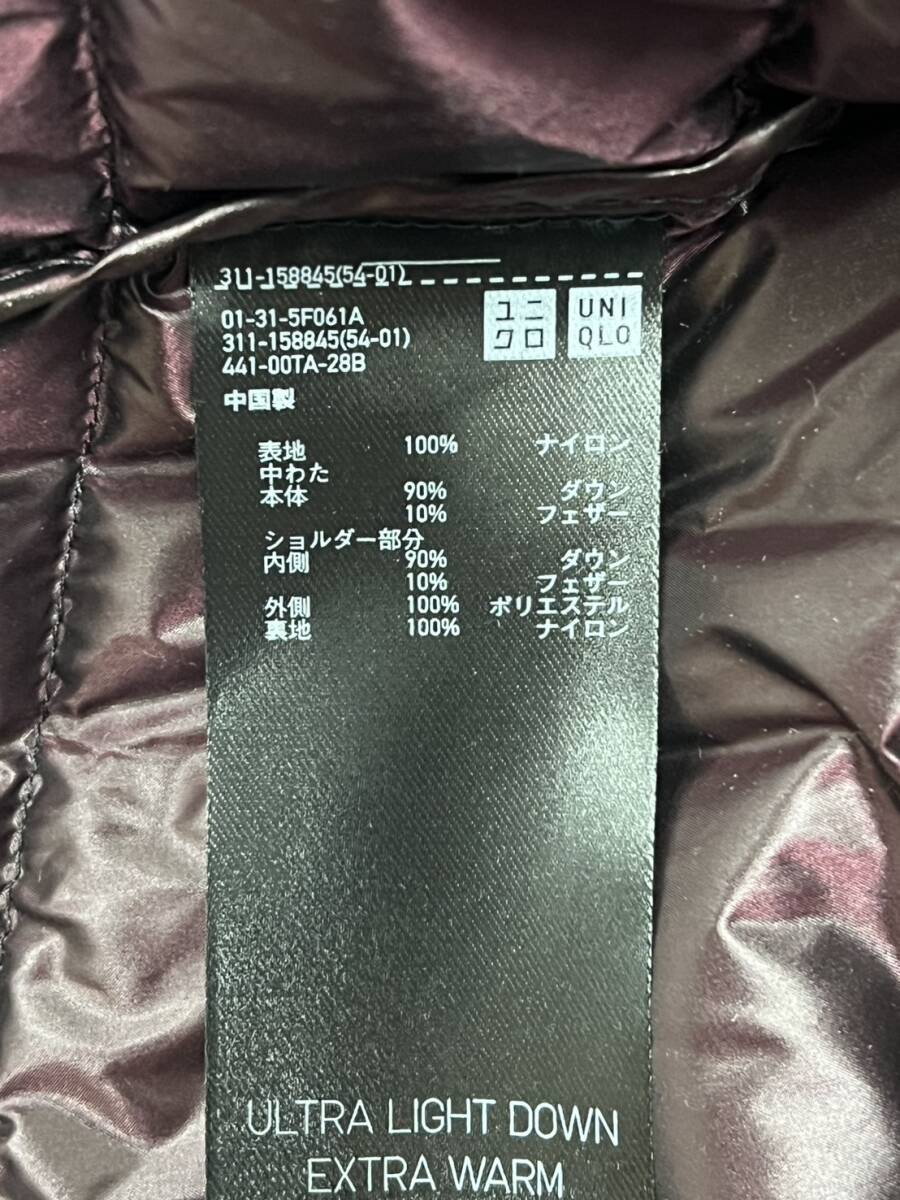 311-158845(54-01)
01-31-5F061A
311-158845(54-01)
441-00TA-28B
ユニ
クロ
UNI
QLO
中国製
表地 100% ナイロン
中わた
本体 90% ダウン
10% フェザー
ショルダー部分
内側 90% ダウン
10% フェザー
外側 100% ポリエステル
裏地 100% ナイロン
ULTRA LIGHT DOWN
EXTRA WARM